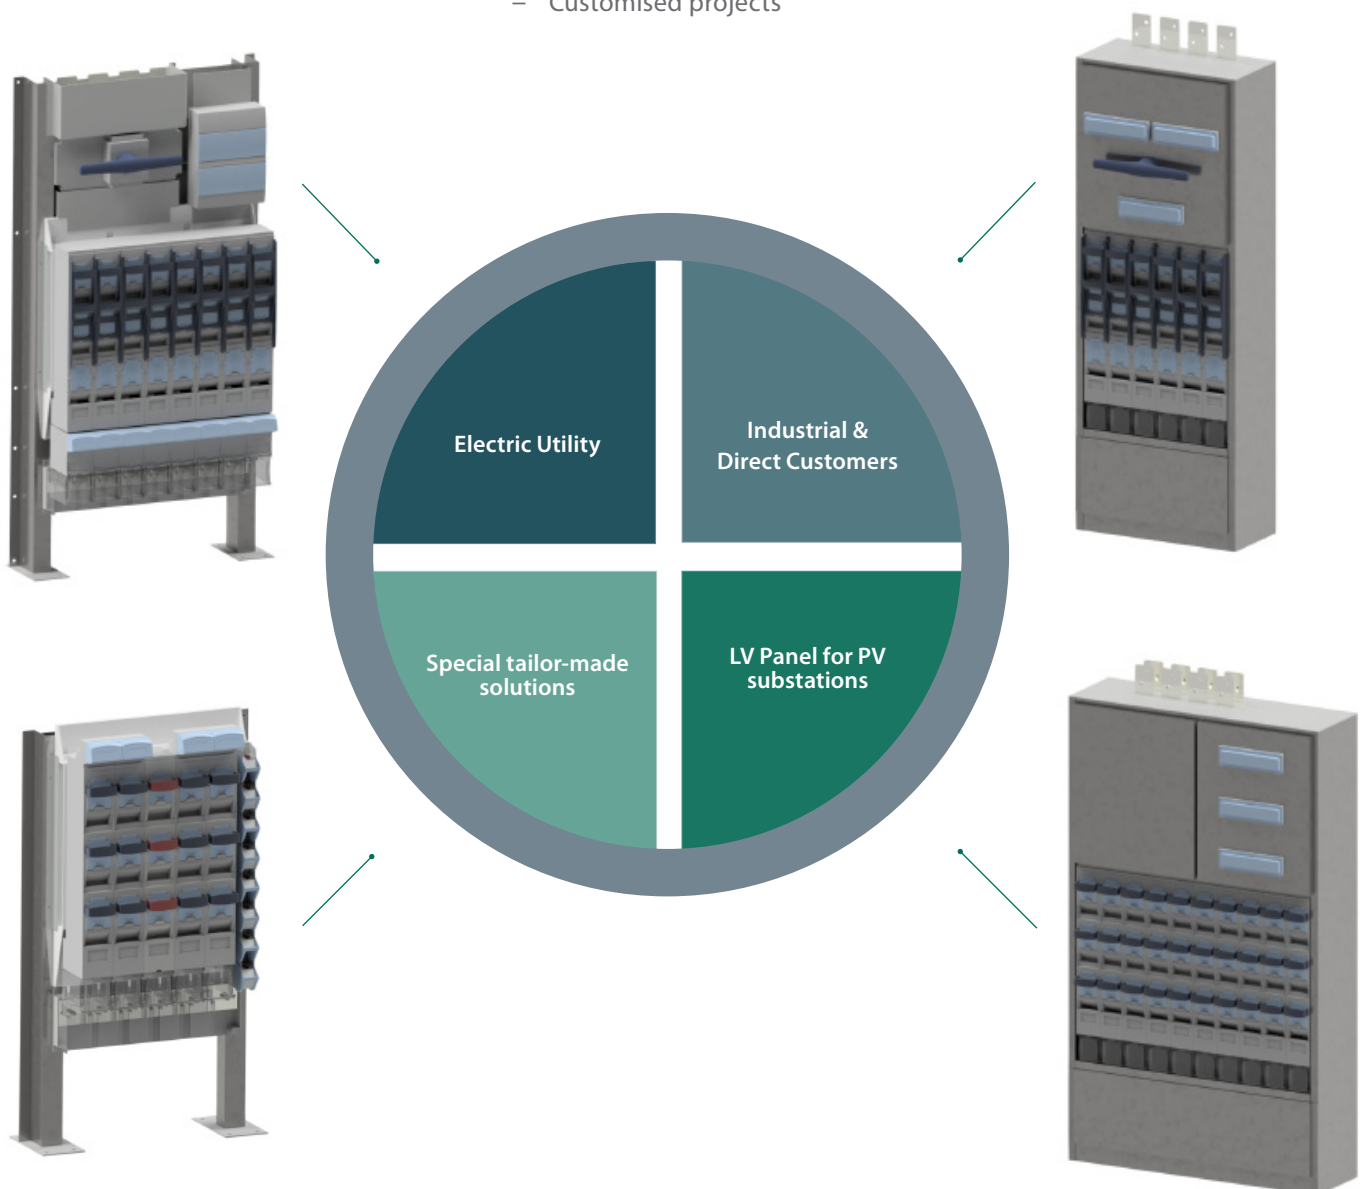 – Customised projects
Electric Utility
Industrial &
Direct Customers
Special tailor-made
solutions
LV Panel for PV
substations